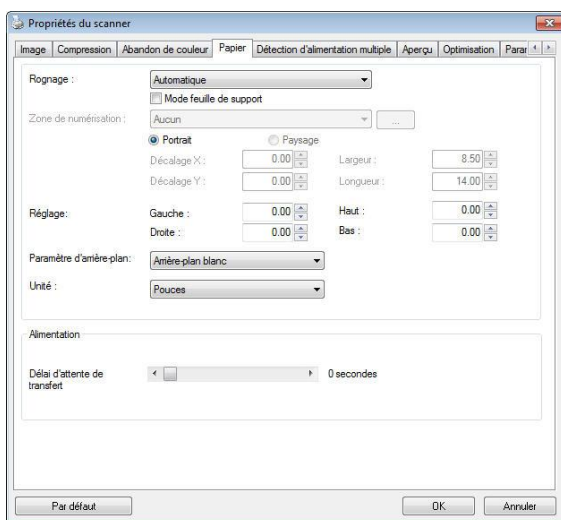 Propriétés du scanner
Image Compression Abandon de couleur Papier Détection d'alimentation multiple Aperçu Optimisation Parar
Rognage : Automatique
Mode feuille de support
Zone de numérisation : Aucun ...
Portrait Paysage
Décalage X : 0.00 Largeur : 8.50
Décalage Y : 0.00 Longueur : 14.00
Réglage: Gauche : 0.00 Haut : 0.00
Droite : 0.00 Bas : 0.00
Paramètre d'arrière-plan: Arrière-plan blanc
Unité : Pouces
Alimentation
Délai d'attente de 0 secondes
transfert
Par défaut OK Annuler